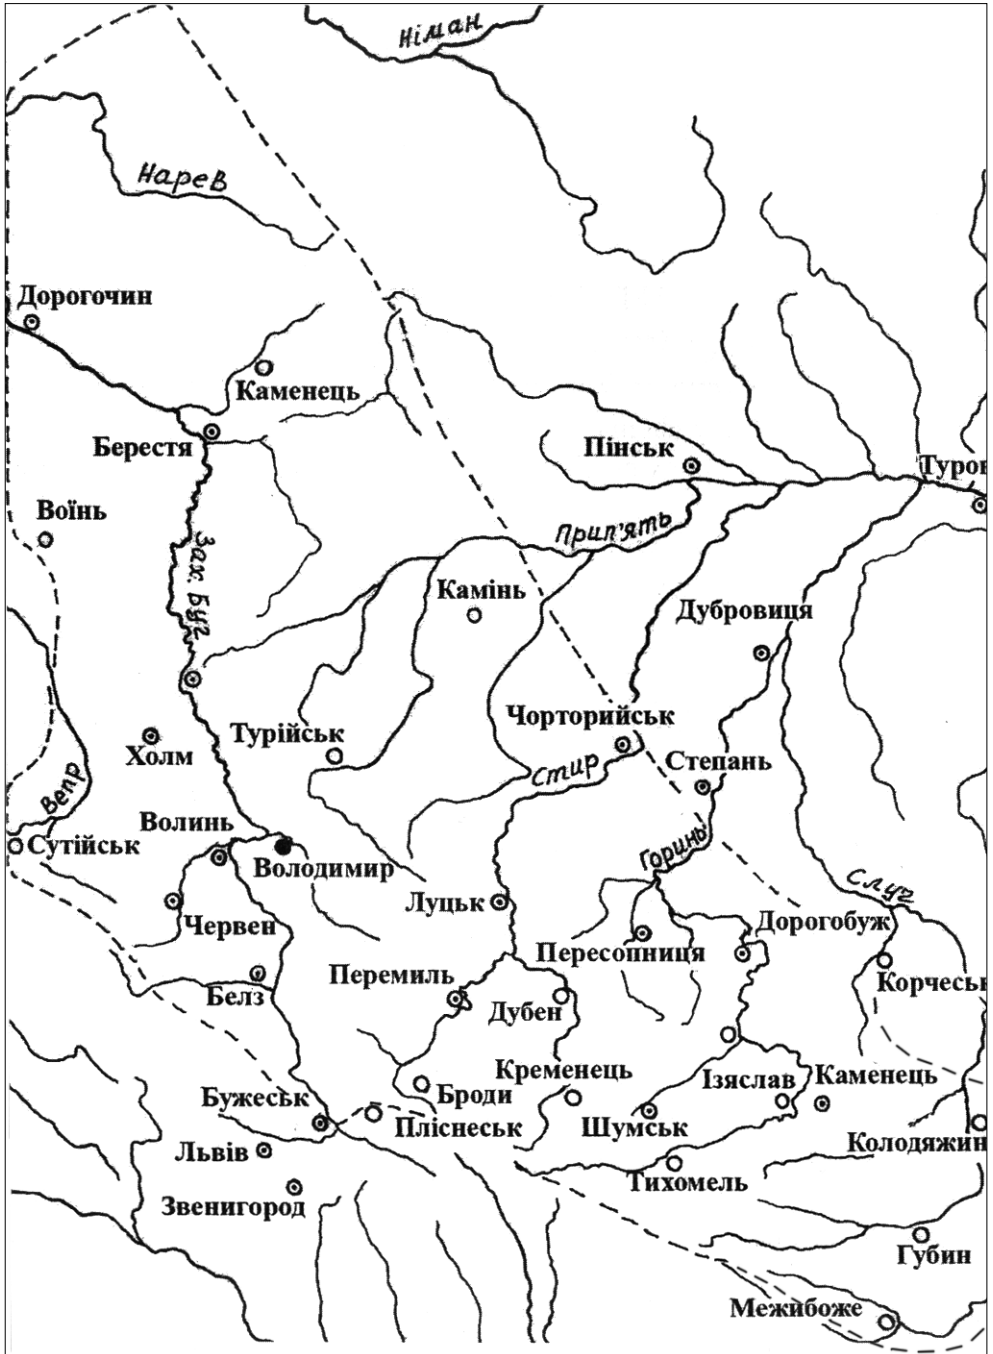 Німан
Нарев
Дорогочин
Каменець
Берестя
Пінськ
Туров
Воїнь
Прип'ять
Зах. Буг
Камінь
Дубровиця
Чорторийськ
Турійськ
Холм
Степань
Стир
Вепр
Волинь
Сутійськ
Володимир
Горинь
Случ
Луцьк
Дорогобуж
Червен
Пересопниця
Перемиль
Корчеськ
Белз
Дубен
Кременець
Ізяслав
Каменець
Бужеськ
Броди
Пліснеськ
Шумськ
Колодяжин
Львів
Тихомель
Звенигород
Губин
Межибоже